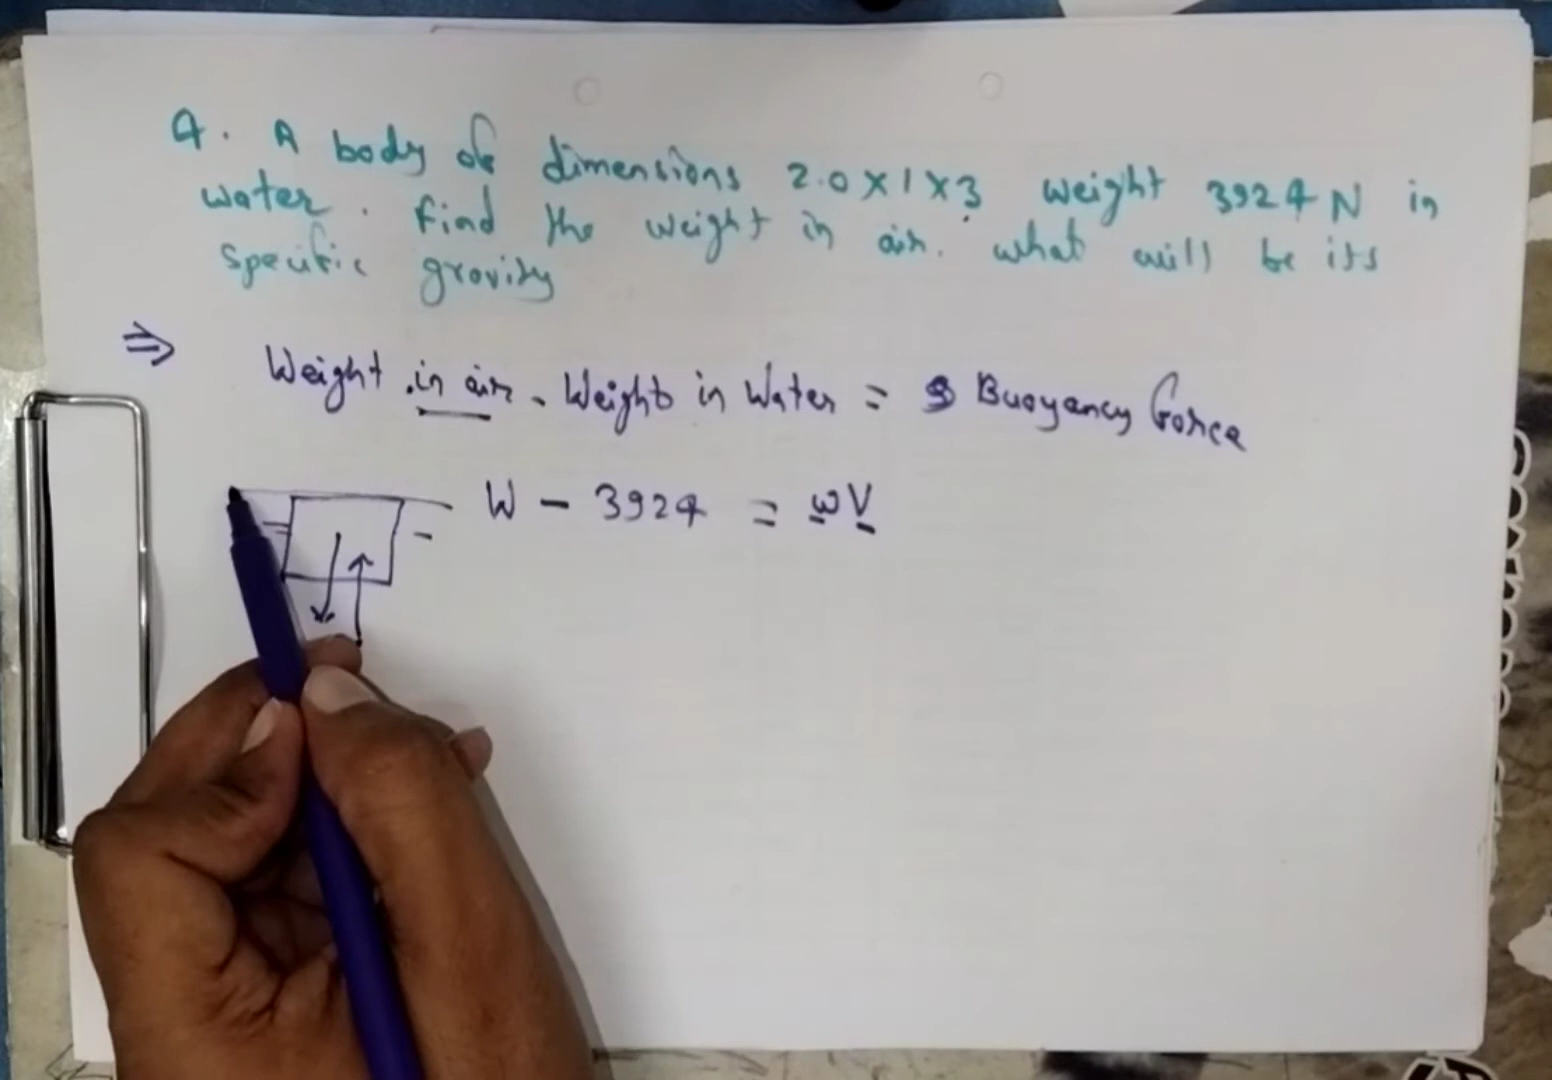 Q. A body of dimensions 2.0 x 1 x 3 weight 3924 N in
water. Find the weight in air. what will be its
specific gravity
⇒ Weight in air - Weight in Water = Buoyancy Force
W - 3924 = wV